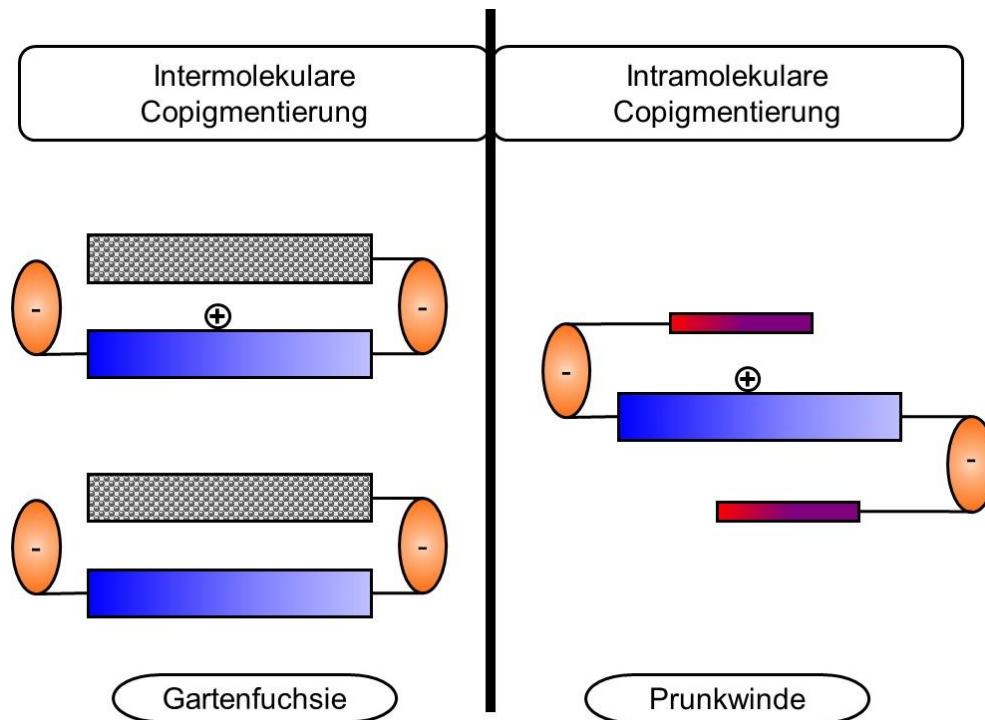 Intermolekulare
Copigmentierung
Intramolekulare
Copigmentierung
-
-
+
-
+
-
-
-
Gartenfuchsie
Prunkwinde